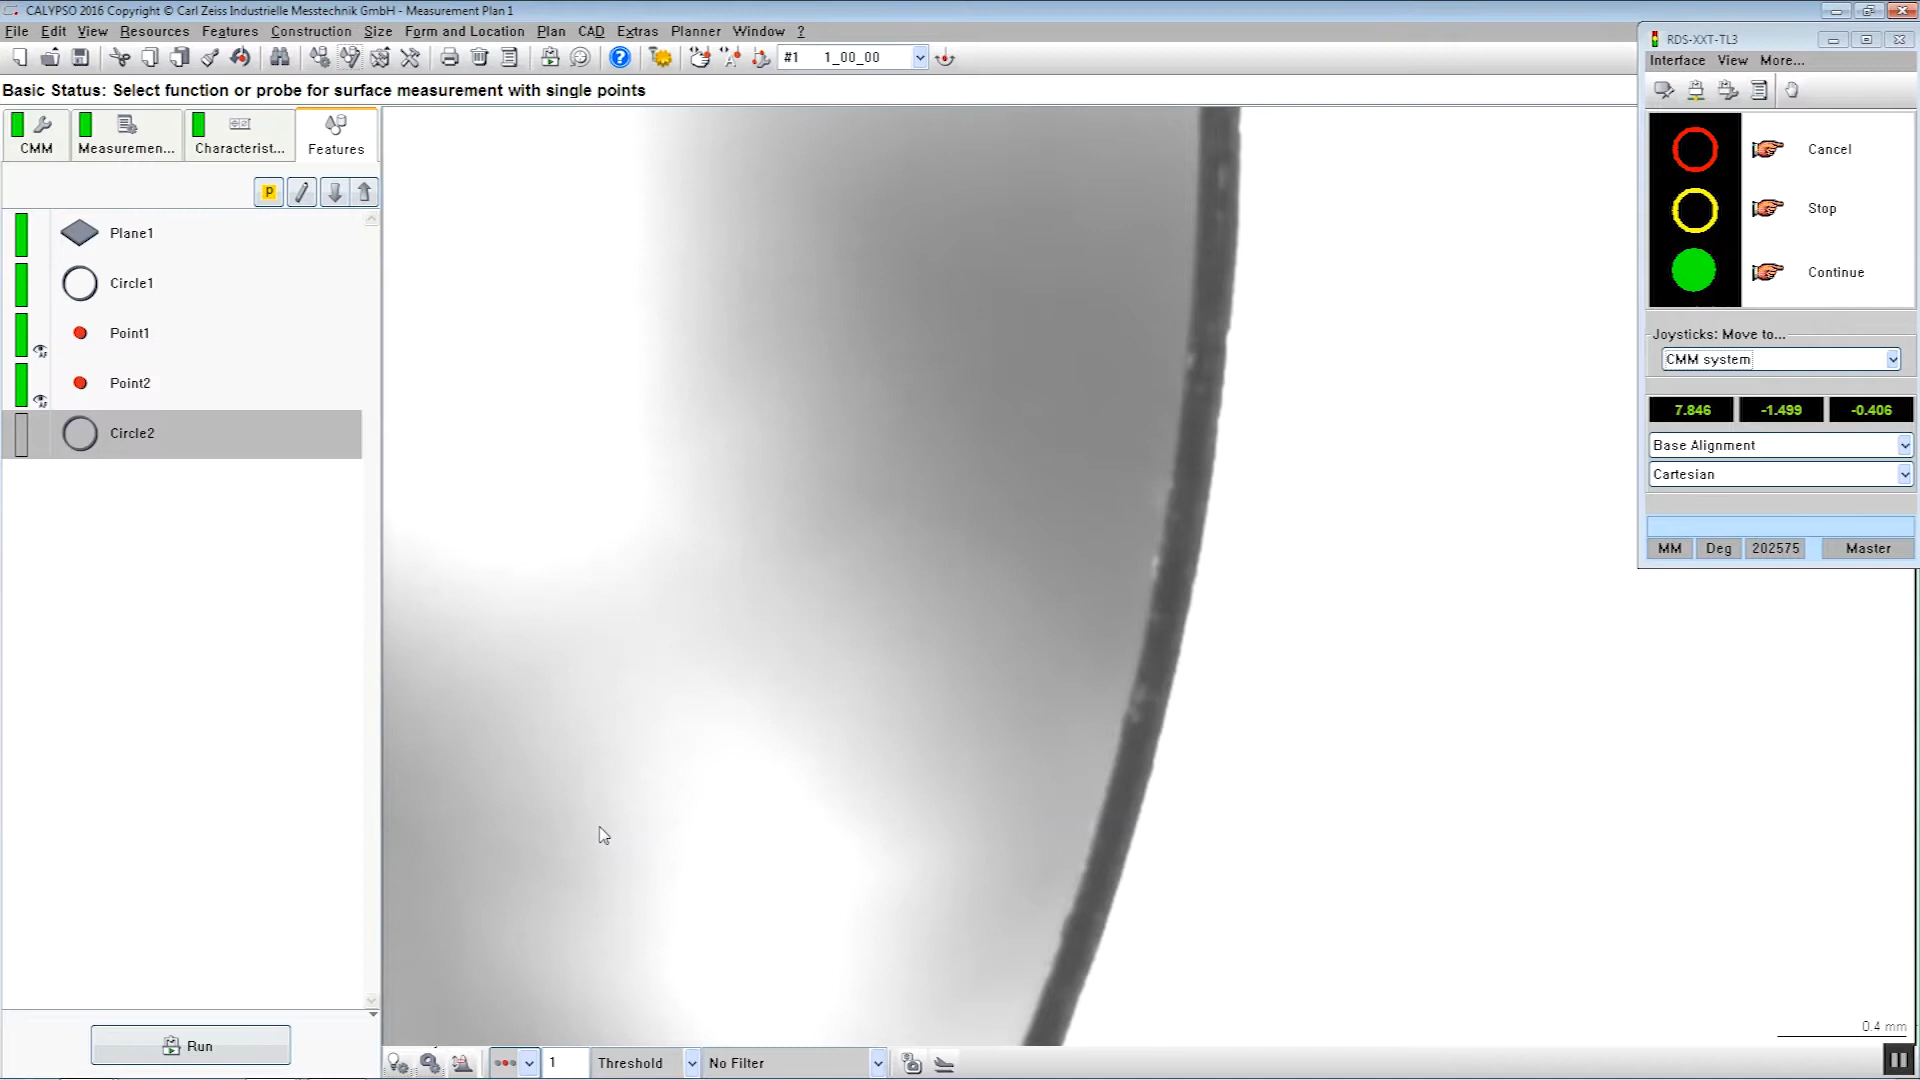 CALYPSO 2016 Copyright © Carl Zeiss Industrielle Messtechnik GmbH - Measurement Plan 1
File Edit View Resources Features Construction Size Form and Location Plan CAD Extras Planner Window ?
#1 1_00_00
Basic Status: Select function or probe for surface measurement with single points
CMM Measuremen... Characterist... Features
P
Plane1
Circle1
Point1
AF
Point2
AF
Circle2
Run
1 Threshold No Filter
0.4 mm
RDS-XXT-TL3
Interface View More...
Cancel
Stop
Continue
Joysticks: Move to...
CMM system
7.846 -1.499 -0.406
Base Alignment
Cartesian
MM Deg 202575 Master